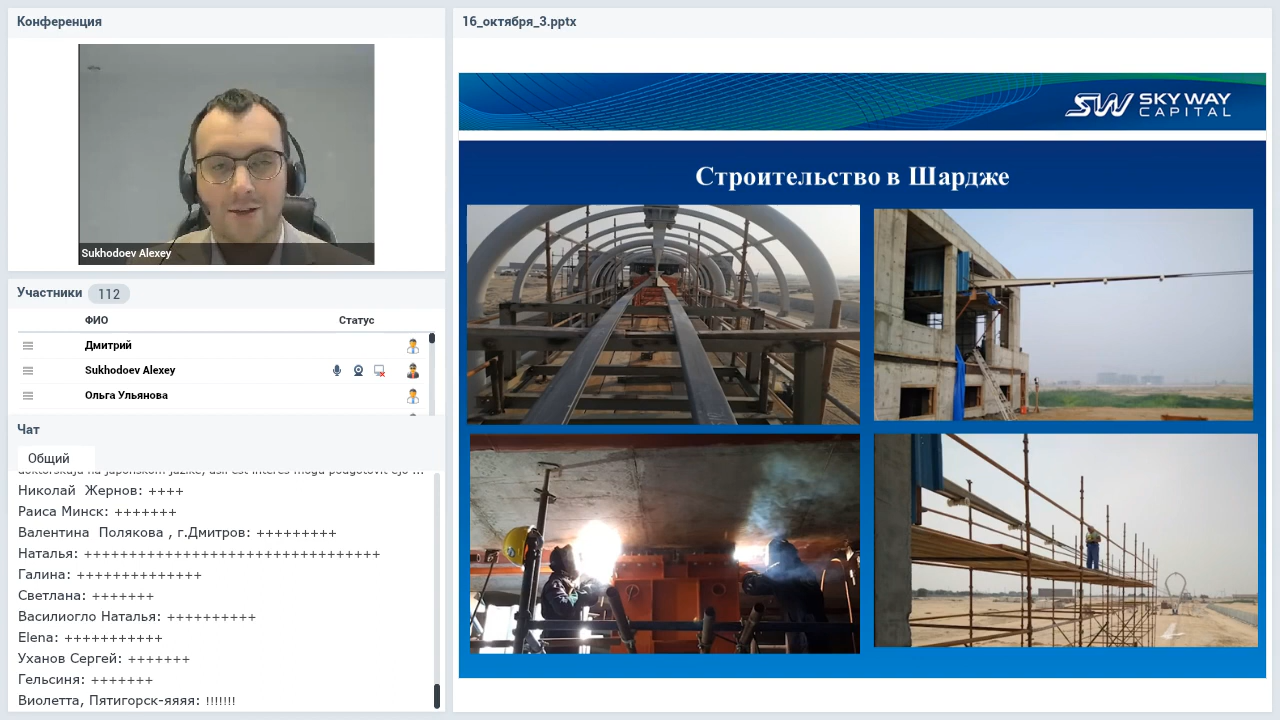 Конференция
Sukhodoev Alexey
Участники 112
ФИО Статус
Дмитрий
Sukhodoev Alexey
Ольга Ульянова
Чат
Общий
Николай Жернов: ++++
Раиса Минск: +++++++
Валентина Полякова , г.Дмитров: +++++++++
Наталья: +++++++++++++++++++++++++++++++++
Галина: ++++++++++++++
Светлана: +++++++
Василиогло Наталья: ++++++++++
Elena: +++++++++++
Уханов Сергей: +++++++
Гельсиня: +++++++
Виолетта, Пятигорск-яяяя: !!!!!!!
16_октября_3.pptx
SW SKY WAY
CAPITAL
Строительство в Шардже